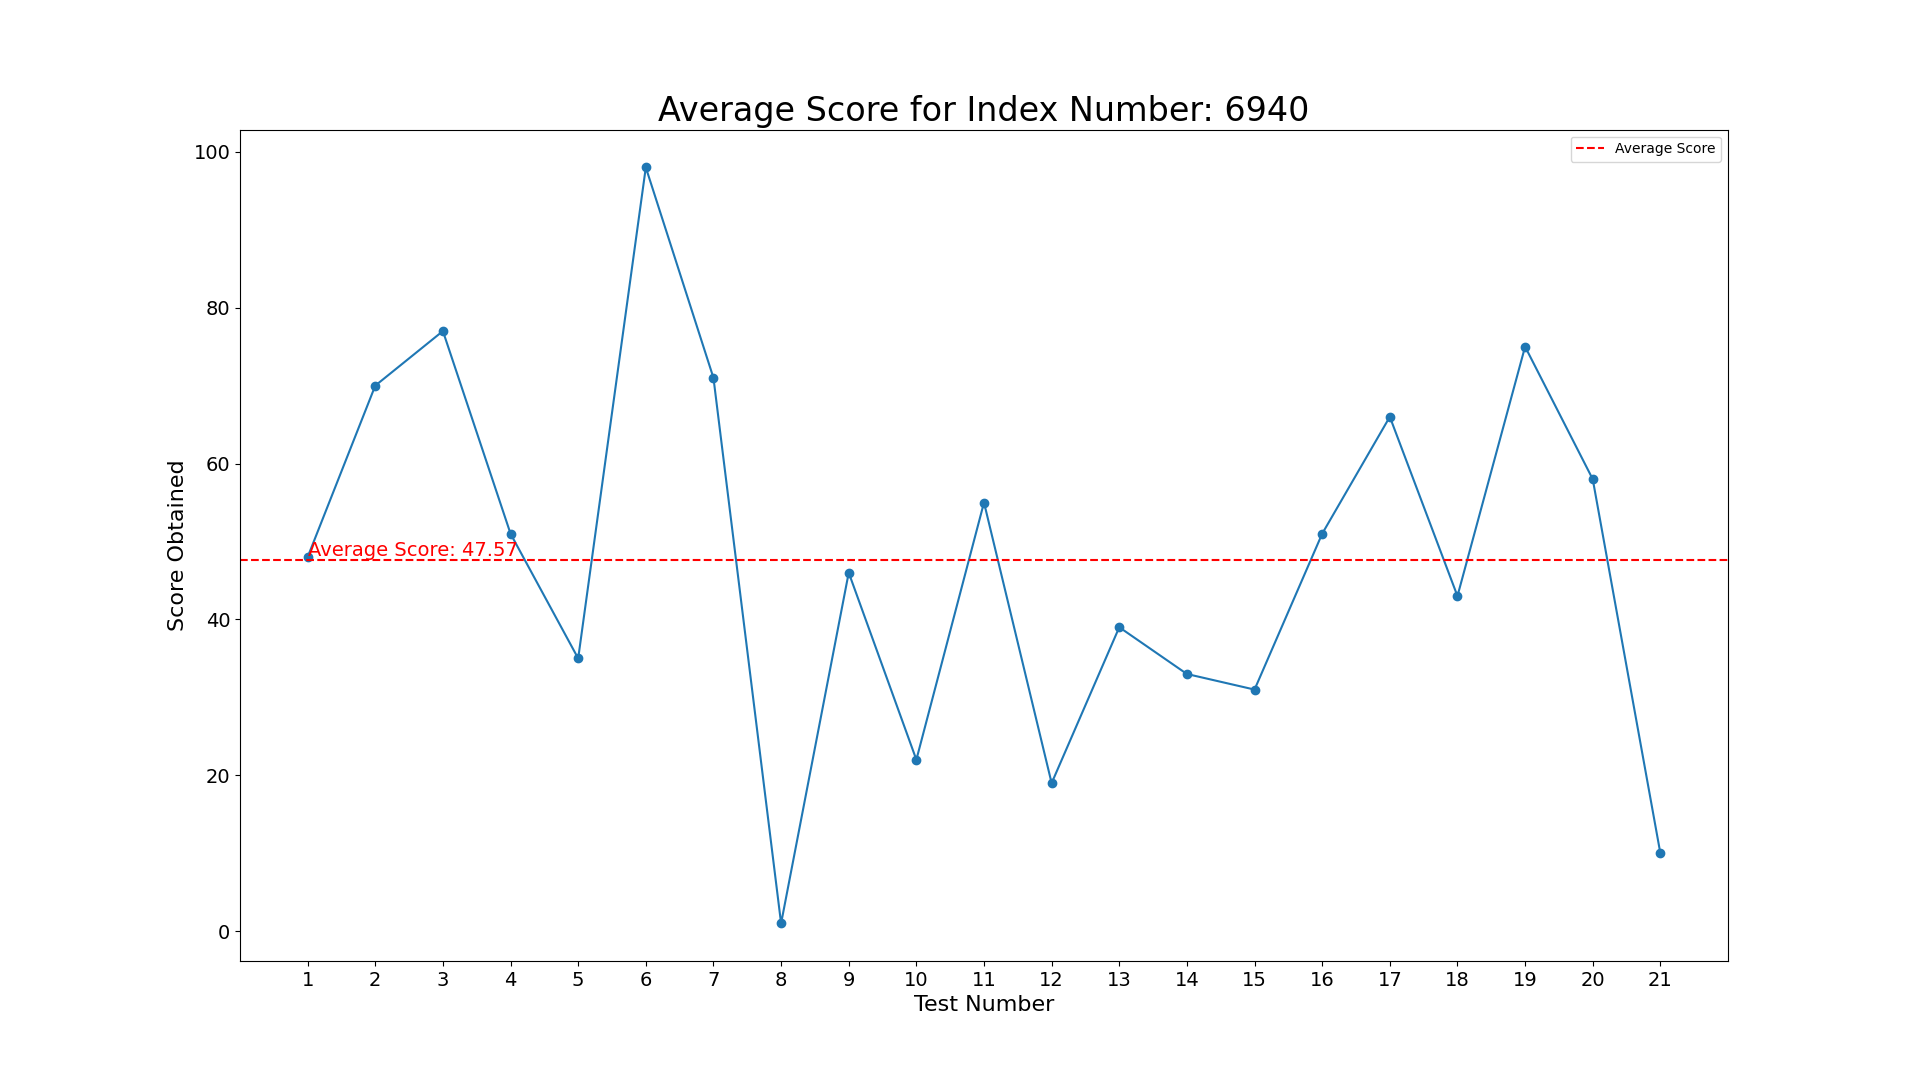 Average Score for Index Number: 6940
Average Score
100
80
60
40
20
0
Score Obtained
Average Score: 47.57
1 2 3 4 5 6 7 8 9 10 11 12 13 14 15 16 17 18 19 20 21
Test Number